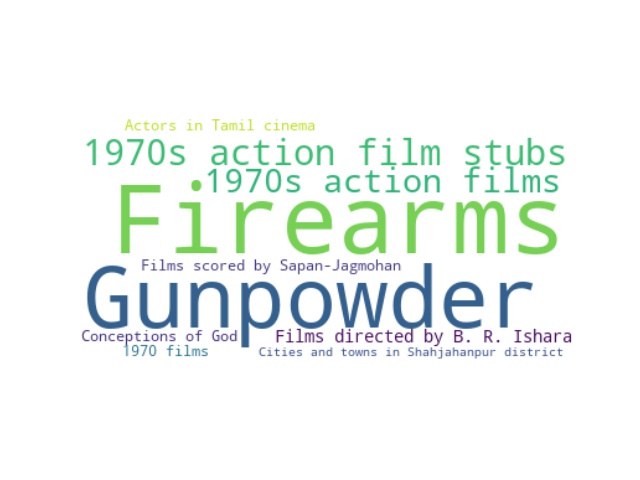 Actors in Tamil cinema
1970s action film stubs
1970s action films
Firearms
Films scored by Sapan-Jagmohan
Gunpowder
Conceptions of God
Films directed by B. R. Ishara
1970 films
Cities and towns in Shahjahanpur district